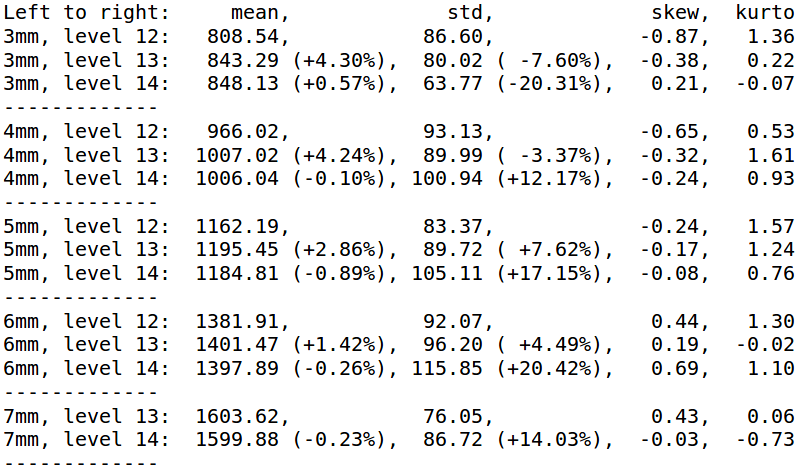 Left to right:     mean,             std,              skew,  kurto
3mm, level 12:   808.54,           86.60,            -0.87,   1.36
3mm, level 13:   843.29 (+4.30%),  80.02 ( -7.60%),  -0.38,   0.22
3mm, level 14:   848.13 (+0.57%),  63.77 (-20.31%),   0.21,  -0.07
-------------
4mm, level 12:   966.02,           93.13,            -0.65,   0.53
4mm, level 13:  1007.02 (+4.24%),  89.99 ( -3.37%),  -0.32,   1.61
4mm, level 14:  1006.04 (-0.10%), 100.94 (+12.17%),  -0.24,   0.93
-------------
5mm, level 12:  1162.19,           83.37,            -0.24,   1.57
5mm, level 13:  1195.45 (+2.86%),  89.72 ( +7.62%),  -0.17,   1.24
5mm, level 14:  1184.81 (-0.89%), 105.11 (+17.15%),  -0.08,   0.76
-------------
6mm, level 12:  1381.91,           92.07,             0.44,   1.30
6mm, level 13:  1401.47 (+1.42%),  96.20 ( +4.49%),   0.19,  -0.02
6mm, level 14:  1397.89 (-0.26%), 115.85 (+20.42%),   0.69,   1.10
-------------
7mm, level 13:  1603.62,           76.05,             0.43,   0.06
7mm, level 14:  1599.88 (-0.23%),  86.72 (+14.03%),  -0.03,  -0.73
-------------